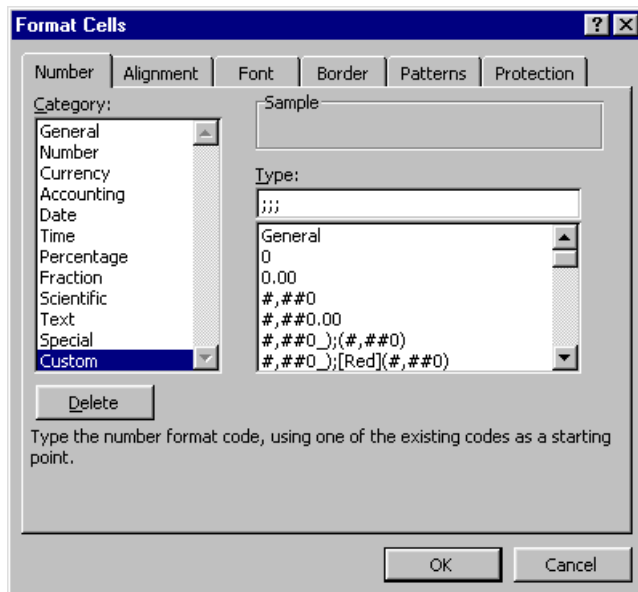 Format Cells
Number Alignment Font Border Patterns Protection
Category:
General
Number
Currency
Accounting
Date
Time
Percentage
Fraction
Scientific
Text
Special
Custom
Sample
Type:
;;;
General
0
0.00
#,##0
#,##0.00
#,##0_);(#,##0)
#,##0_);[Red](#,##0)
Delete
Type the number format code, using one of the existing codes as a starting
point.
OK Cancel